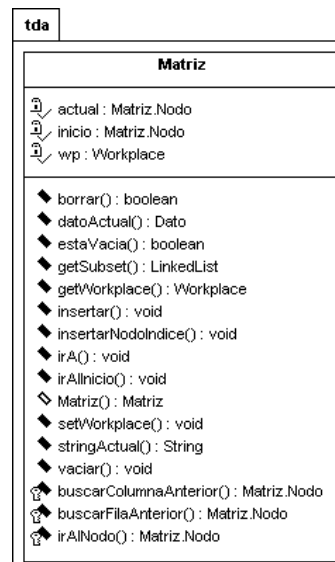 tda
Matriz
actual : Matriz.Nodo
inicio : Matriz.Nodo
wp : Workplace
borrar() : boolean
datoActual() : Dato
estaVacia() : boolean
getSubset() : LinkedList
getWorkplace() : Workplace
insertar() : void
insertarNodoIndice() : void
irA() : void
irAlInicio() : void
Matriz() : Matriz
setWorkplace() : void
stringActual() : String
vaciar() : void
buscarColumnaAnterior() : Matriz.Nodo
buscarFilaAnterior() : Matriz.Nodo
irAlNodo() : Matriz.Nodo